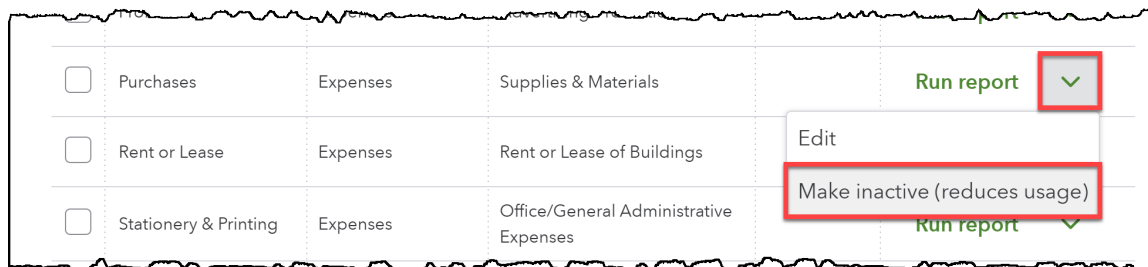 Purchases Expenses Supplies & Materials Run report
Edit
Rent or Lease Expenses Rent or Lease of Buildings
Make inactive (reduces usage)
Stationery & Printing Expenses Office/General Administrative Expenses Run report